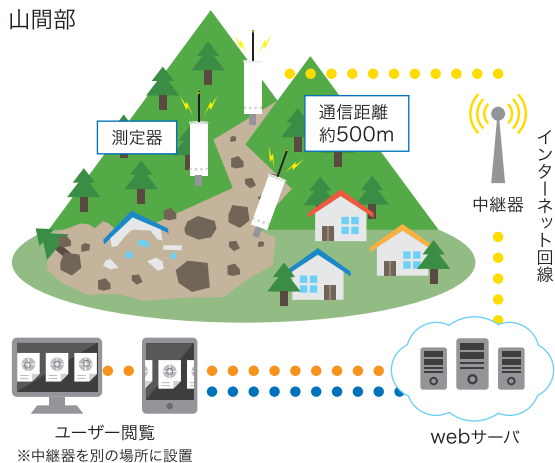 山間部
通信距離
約500m
測定器
中継器
インターネット回線
ユーザー閲覧
※中継器を別の場所に設置
webサーバ